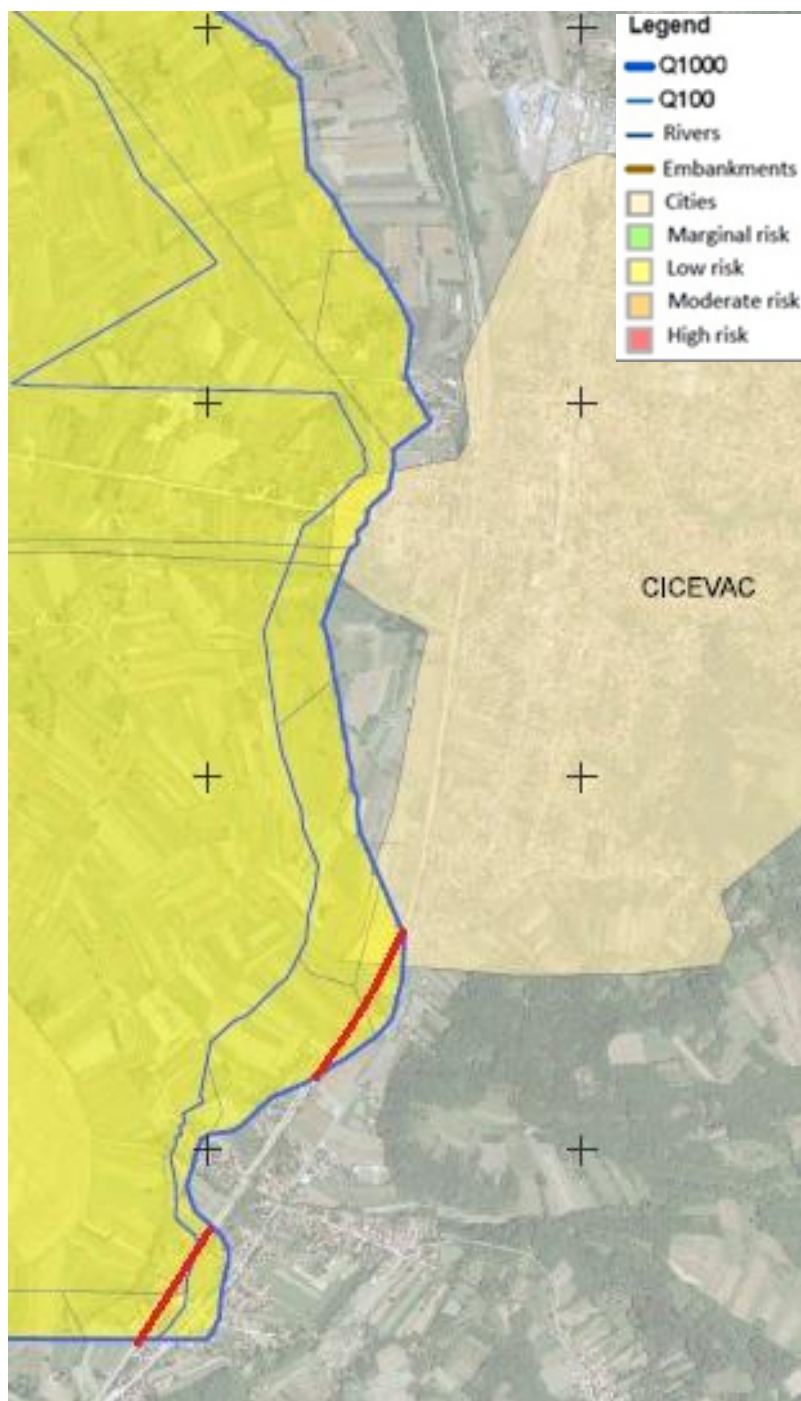 Legend
Q1000
Q100
Rivers
Embankments
Cities
Marginal risk
Low risk
Moderate risk
High risk
CICEVAC